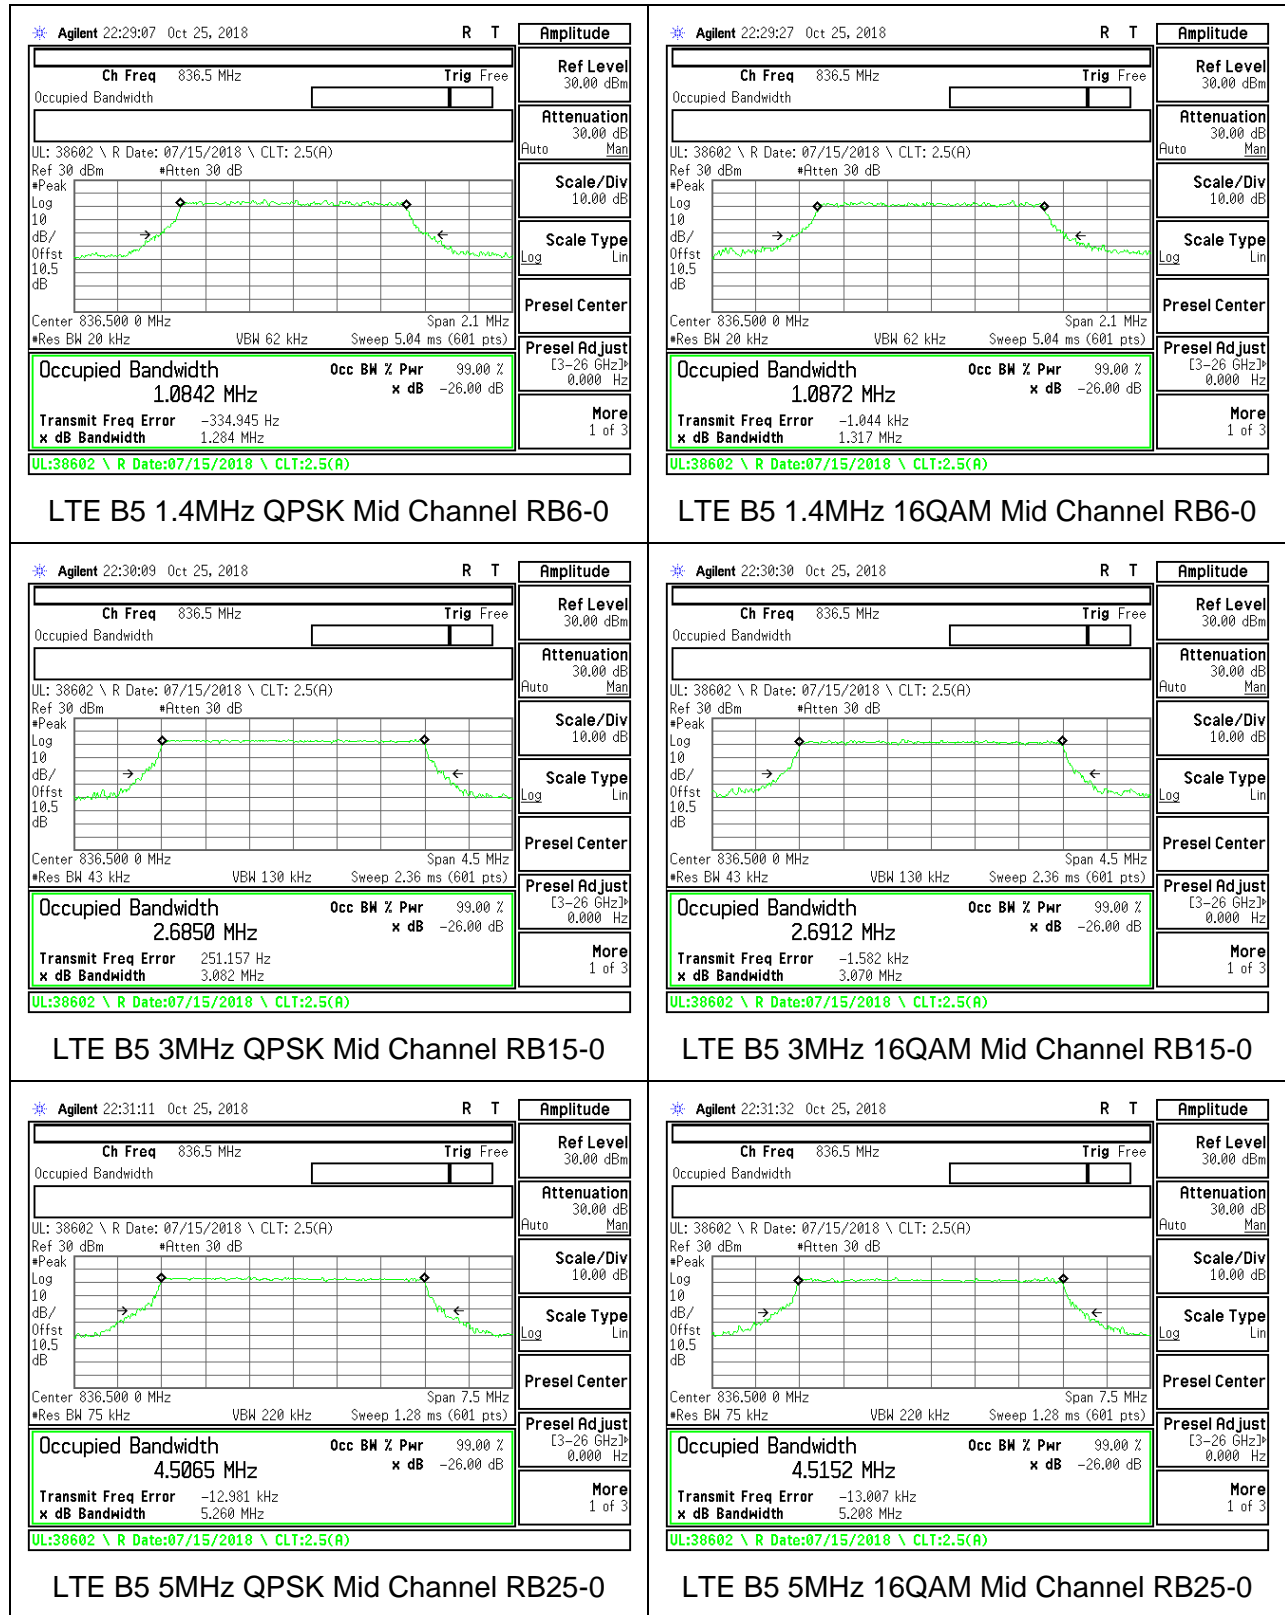 Agilent 22:29:07 Oct 25, 2018 R T Amplitude
Ch Freq 836.5 MHz Trig Free
Occupied Bandwidth
Ref Level
30.00 dBm
Attenuation
30.00 dB
Auto Man
UL: 38602 \ R Date: 07/15/2018 \ CLT: 2.5(A)
Ref 30 dBm #Atten 30 dB
#Peak
Log
10
dB/
Offst
10.5
dB
Scale/Div
10.00 dB
Scale Type
Log Lin
Presel Center
Center 836.500 0 MHz Span 2.1 MHz
#Res BW 20 kHz VBW 62 kHz Sweep 5.04 ms (601 pts)
Presel Adjust
[3-26 GHz]
0.000 Hz
Occupied Bandwidth Occ BW % Pwr 99.00 %
1.0842 MHz x dB -26.00 dB
Transmit Freq Error -334.945 Hz
x dB Bandwidth 1.284 MHz
More
1 of 3
UL:38602 \ R Date:07/15/2018 \ CLT:2.5(A)
LTE B5 1.4MHz QPSK Mid Channel RB6-0
Agilent 22:29:27 Oct 25, 2018 R T Amplitude
Ch Freq 836.5 MHz Trig Free
Occupied Bandwidth
Ref Level
30.00 dBm
Attenuation
30.00 dB
Auto Man
UL: 38602 \ R Date: 07/15/2018 \ CLT: 2.5(A)
Ref 30 dBm #Atten 30 dB
#Peak
Log
10
dB/
Offst
10.5
dB
Scale/Div
10.00 dB
Scale Type
Log Lin
Presel Center
Center 836.500 0 MHz Span 2.1 MHz
#Res BW 20 kHz VBW 62 kHz Sweep 5.04 ms (601 pts)
Presel Adjust
[3-26 GHz]
0.000 Hz
Occupied Bandwidth Occ BW % Pwr 99.00 %
1.0872 MHz x dB -26.00 dB
Transmit Freq Error -1.044 kHz
x dB Bandwidth 1.317 MHz
More
1 of 3
UL:38602 \ R Date:07/15/2018 \ CLT:2.5(A)
LTE B5 1.4MHz 16QAM Mid Channel RB6-0
Agilent 22:30:09 Oct 25, 2018 R T Amplitude
Ch Freq 836.5 MHz Trig Free
Occupied Bandwidth
Ref Level
30.00 dBm
Attenuation
30.00 dB
Auto Man
UL: 38602 \ R Date: 07/15/2018 \ CLT: 2.5(A)
Ref 30 dBm #Atten 30 dB
#Peak
Log
10
dB/
Offst
10.5
dB
Scale/Div
10.00 dB
Scale Type
Log Lin
Presel Center
Center 836.500 0 MHz Span 4.5 MHz
#Res BW 43 kHz VBW 130 kHz Sweep 2.36 ms (601 pts)
Presel Adjust
[3-26 GHz]
0.000 Hz
Occupied Bandwidth Occ BW % Pwr 99.00 %
2.6850 MHz x dB -26.00 dB
Transmit Freq Error 251.157 Hz
x dB Bandwidth 3.082 MHz
More
1 of 3
UL:38602 \ R Date:07/15/2018 \ CLT:2.5(A)
LTE B5 3MHz QPSK Mid Channel RB15-0
Agilent 22:30:30 Oct 25, 2018 R T Amplitude
Ch Freq 836.5 MHz Trig Free
Occupied Bandwidth
Ref Level
30.00 dBm
Attenuation
30.00 dB
Auto Man
UL: 38602 \ R Date: 07/15/2018 \ CLT: 2.5(A)
Ref 30 dBm #Atten 30 dB
#Peak
Log
10
dB/
Offst
10.5
dB
Scale/Div
10.00 dB
Scale Type
Log Lin
Presel Center
Center 836.500 0 MHz Span 4.5 MHz
#Res BW 43 kHz VBW 130 kHz Sweep 2.36 ms (601 pts)
Presel Adjust
[3-26 GHz]
0.000 Hz
Occupied Bandwidth Occ BW % Pwr 99.00 %
2.6912 MHz x dB -26.00 dB
Transmit Freq Error -1.582 kHz
x dB Bandwidth 3.070 MHz
More
1 of 3
UL:38602 \ R Date:07/15/2018 \ CLT:2.5(A)
LTE B5 3MHz 16QAM Mid Channel RB15-0
Agilent 22:31:11 Oct 25, 2018 R T Amplitude
Ch Freq 836.5 MHz Trig Free
Occupied Bandwidth
Ref Level
30.00 dBm
Attenuation
30.00 dB
Auto Man
UL: 38602 \ R Date: 07/15/2018 \ CLT: 2.5(A)
Ref 30 dBm #Atten 30 dB
#Peak
Log
10
dB/
Offst
10.5
dB
Scale/Div
10.00 dB
Scale Type
Log Lin
Presel Center
Center 836.500 0 MHz Span 7.5 MHz
#Res BW 75 kHz VBW 220 kHz Sweep 1.28 ms (601 pts)
Presel Adjust
[3-26 GHz]
0.000 Hz
Occupied Bandwidth Occ BW % Pwr 99.00 %
4.5065 MHz x dB -26.00 dB
Transmit Freq Error -12.981 kHz
x dB Bandwidth 5.260 MHz
More
1 of 3
UL:38602 \ R Date:07/15/2018 \ CLT:2.5(A)
LTE B5 5MHz QPSK Mid Channel RB25-0
Agilent 22:31:32 Oct 25, 2018 R T Amplitude
Ch Freq 836.5 MHz Trig Free
Occupied Bandwidth
Ref Level
30.00 dBm
Attenuation
30.00 dB
Auto Man
UL: 38602 \ R Date: 07/15/2018 \ CLT: 2.5(A)
Ref 30 dBm #Atten 30 dB
#Peak
Log
10
dB/
Offst
10.5
dB
Scale/Div
10.00 dB
Scale Type
Log Lin
Presel Center
Center 836.500 0 MHz Span 7.5 MHz
#Res BW 75 kHz VBW 220 kHz Sweep 1.28 ms (601 pts)
Presel Adjust
[3-26 GHz]
0.000 Hz
Occupied Bandwidth Occ BW % Pwr 99.00 %
4.5152 MHz x dB -26.00 dB
Transmit Freq Error -13.007 kHz
x dB Bandwidth 5.208 MHz
More
1 of 3
UL:38602 \ R Date:07/15/2018 \ CLT:2.5(A)
LTE B5 5MHz 16QAM Mid Channel RB25-0